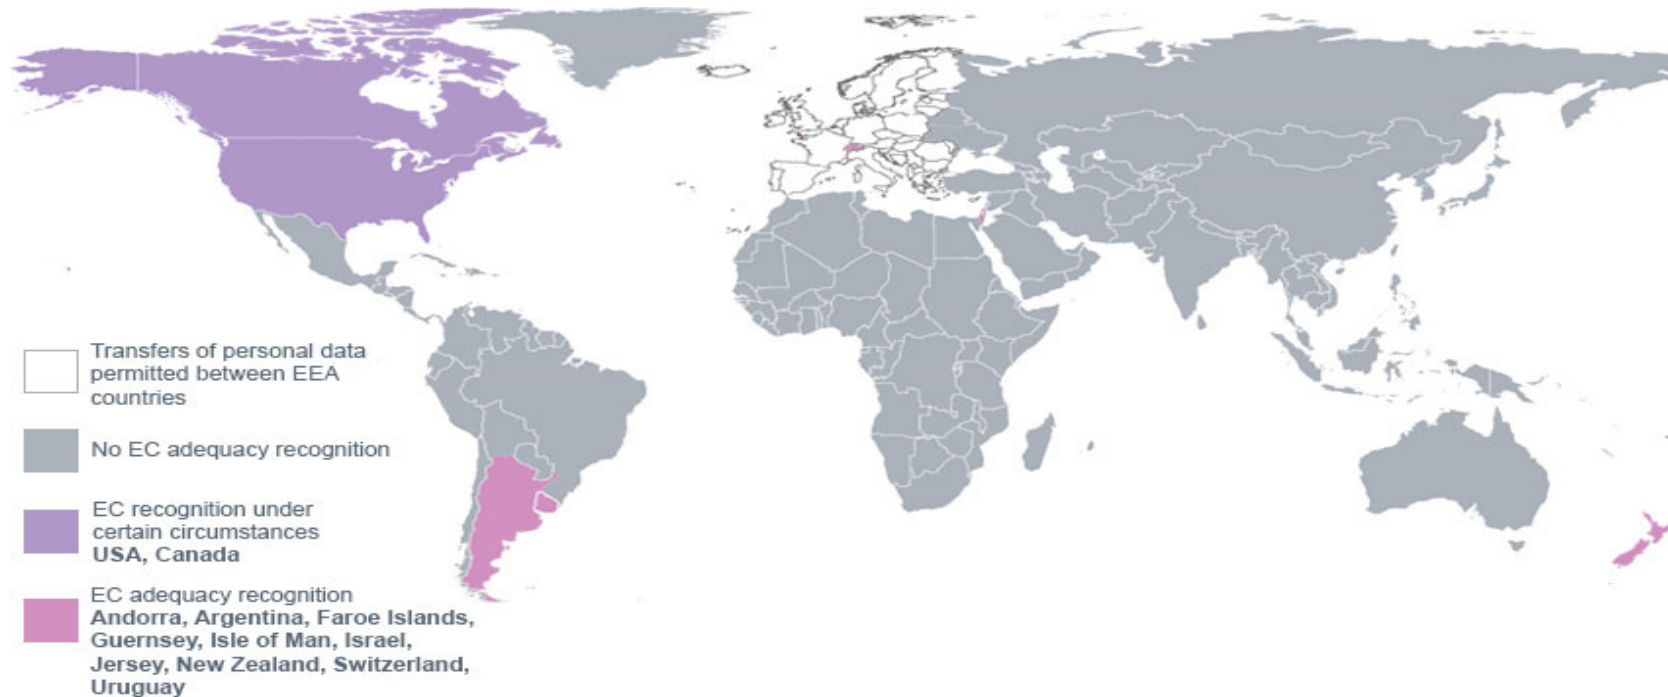 Transfers of personal data
permitted between EEA
countries
No EC adequacy recognition
EC recognition under
certain circumstances
USA, Canada
EC adequacy recognition
Andorra, Argentina, Faroe Islands,
Guernsey, Isle of Man, Israel,
Jersey, New Zealand, Switzerland,
Uruguay